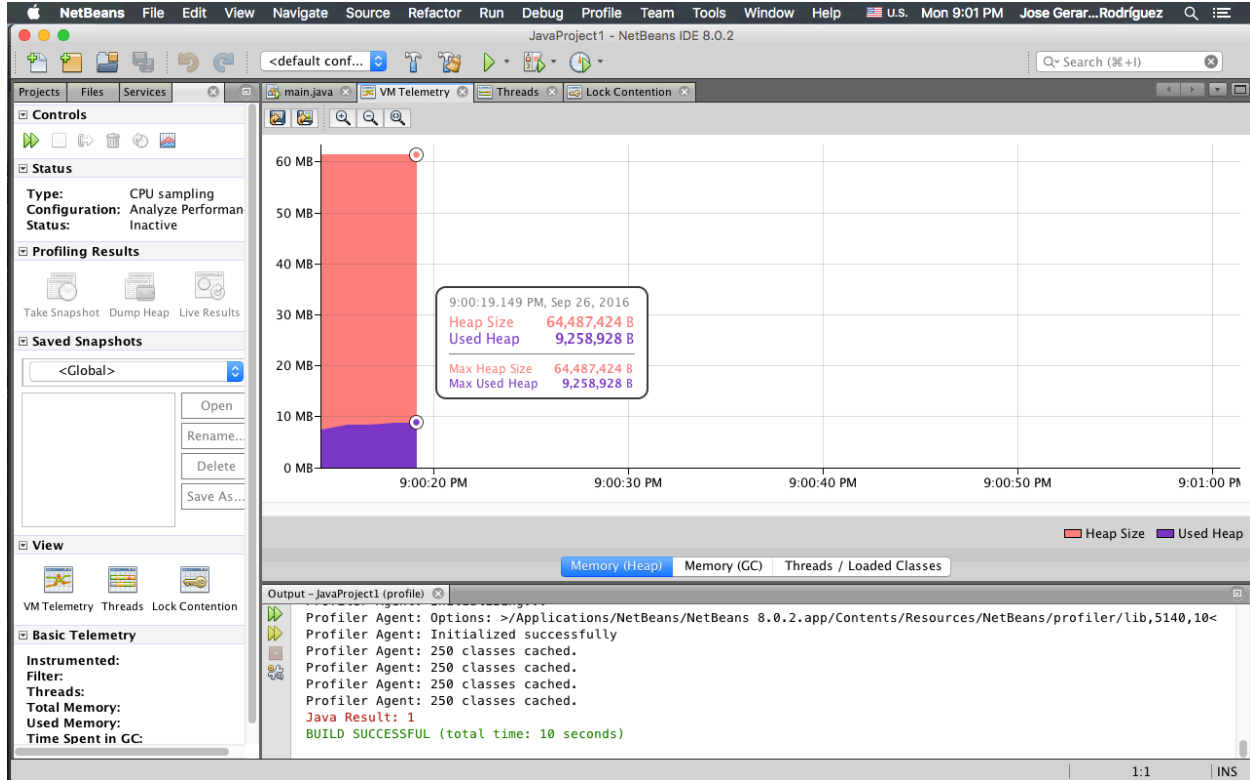 NetBeans File Edit View Navigate Source Refactor Run Debug Profile Team Tools Window Help U.S. Mon 9:01 PM Jose Gerar...Rodríguez
JavaProject1 - NetBeans IDE 8.0.2
<default conf... Search (⌘+I)
Projects Files Services
main.java VM Telemetry Threads Lock Contention
Controls
Status
Type: CPU sampling
Configuration: Analyze Performan
Status: Inactive
Profiling Results
Take Snapshot Dump Heap Live Results
Saved Snapshots
<Global>
Open
Rename...
Delete
Save As...
View
VM Telemetry Threads Lock Contention
Basic Telemetry
Instrumented:
Filter:
Threads:
Total Memory:
Used Memory:
Time Spent in GC:
60 MB
50 MB
40 MB
30 MB
20 MB
10 MB
0 MB
9:00:19.149 PM, Sep 26, 2016
Heap Size 64,487,424 B
Used Heap 9,258,928 B
Max Heap Size 64,487,424 B
Max Used Heap 9,258,928 B
9:00:20 PM 9:00:30 PM 9:00:40 PM 9:00:50 PM 9:01:00 PM
Heap Size Used Heap
Memory (Heap) Memory (GC) Threads / Loaded Classes
Output - JavaProject1 (profile)
Profiler Agent: Initializing...
Profiler Agent: Options: >/Applications/NetBeans/NetBeans 8.0.2.app/Contents/Resources/NetBeans/profiler/lib,5140,10<
Profiler Agent: Initialized successfully
Profiler Agent: 250 classes cached.
Profiler Agent: 250 classes cached.
Profiler Agent: 250 classes cached.
Profiler Agent: 250 classes cached.
Java Result: 1
BUILD SUCCESSFUL (total time: 10 seconds)
1:1 INS